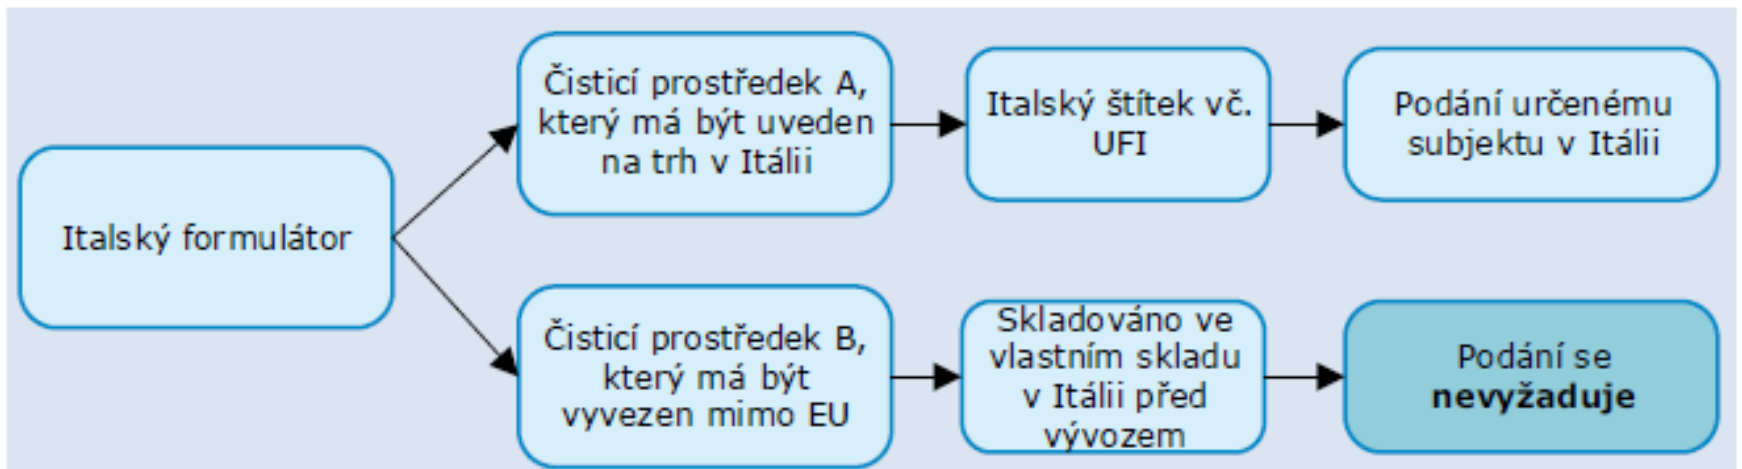 Italský formulátor
Čisticí prostředek A,
který má být uveden
na trh v Itálii
Italský štítek vč.
UFI
Podání určenému
subjektu v Itálii
Čisticí prostředek B,
který má být
vyvezen mimo EU
Skladováno ve
vlastním skladu
v Itálii před
vývozem
Podání se
nevyžaduje